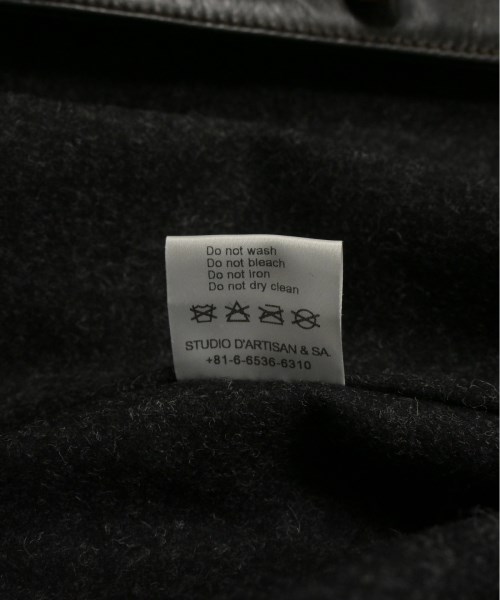 Do not wash
Do not bleach
Do not iron
Do not dry clean
STUDIO D'ARTISAN & SA.
+81-6-6536-6310